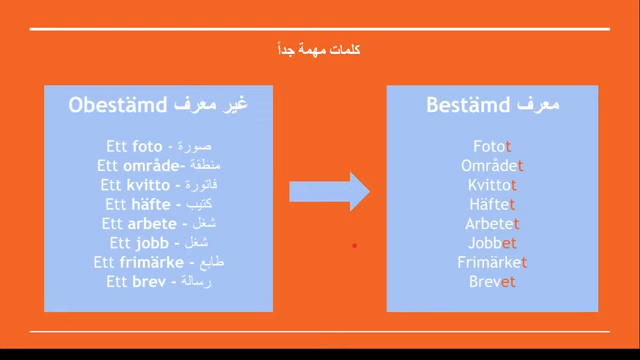 كلمات مهمة جداً
Obestämd غير معرف
Ett foto - صورة
Ett område- منطقة
Ett kvitto - فاتورة
Ett häfte - كتيب
Ett arbete - شغل
Ett jobb - شغل
Ett frimärke - طابع
Ett brev - رسالة
Bestämd معرف
Fotot
Området
Kvittot
Häftet
Arbetet
Jobbet
Frimärket
Brevet